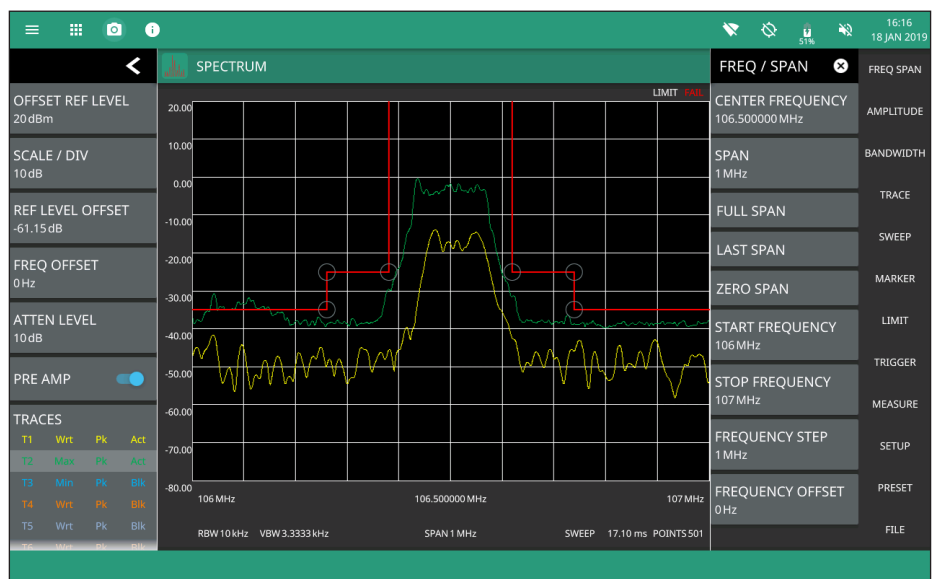 16:16
18 JAN 2019
51%
SPECTRUM
OFFSET REF LEVEL
20 dBm
SCALE / DIV
10 dB
REF LEVEL OFFSET
-61.15 dB
FREQ OFFSET
0 Hz
ATTEN LEVEL
10 dB
PRE AMP
TRACES
T1 Wrt Pk Act
T2 Max Pk Act
T3 Min Pk Blk
T4 Wrt Pk Blk
T5 Wrt Pk Blk
T6 Wrt Pk Blk
LIMIT FAIL
20.00
10.00
0.00
-10.00
-20.00
-30.00
-40.00
-50.00
-60.00
-70.00
-80.00
106 MHz 106.500000 MHz 107 MHz
RBW 10 kHz VBW 3.3333 kHz SPAN 1 MHz SWEEP 17.10 ms POINTS 501
FREQ / SPAN
CENTER FREQUENCY
106.500000 MHz
SPAN
1 MHz
FULL SPAN
LAST SPAN
ZERO SPAN
START FREQUENCY
106 MHz
STOP FREQUENCY
107 MHz
FREQUENCY STEP
1 MHz
FREQUENCY OFFSET
0 Hz
FREQ SPAN
AMPLITUDE
BANDWIDTH
TRACE
SWEEP
MARKER
LIMIT
TRIGGER
MEASURE
SETUP
PRESET
FILE